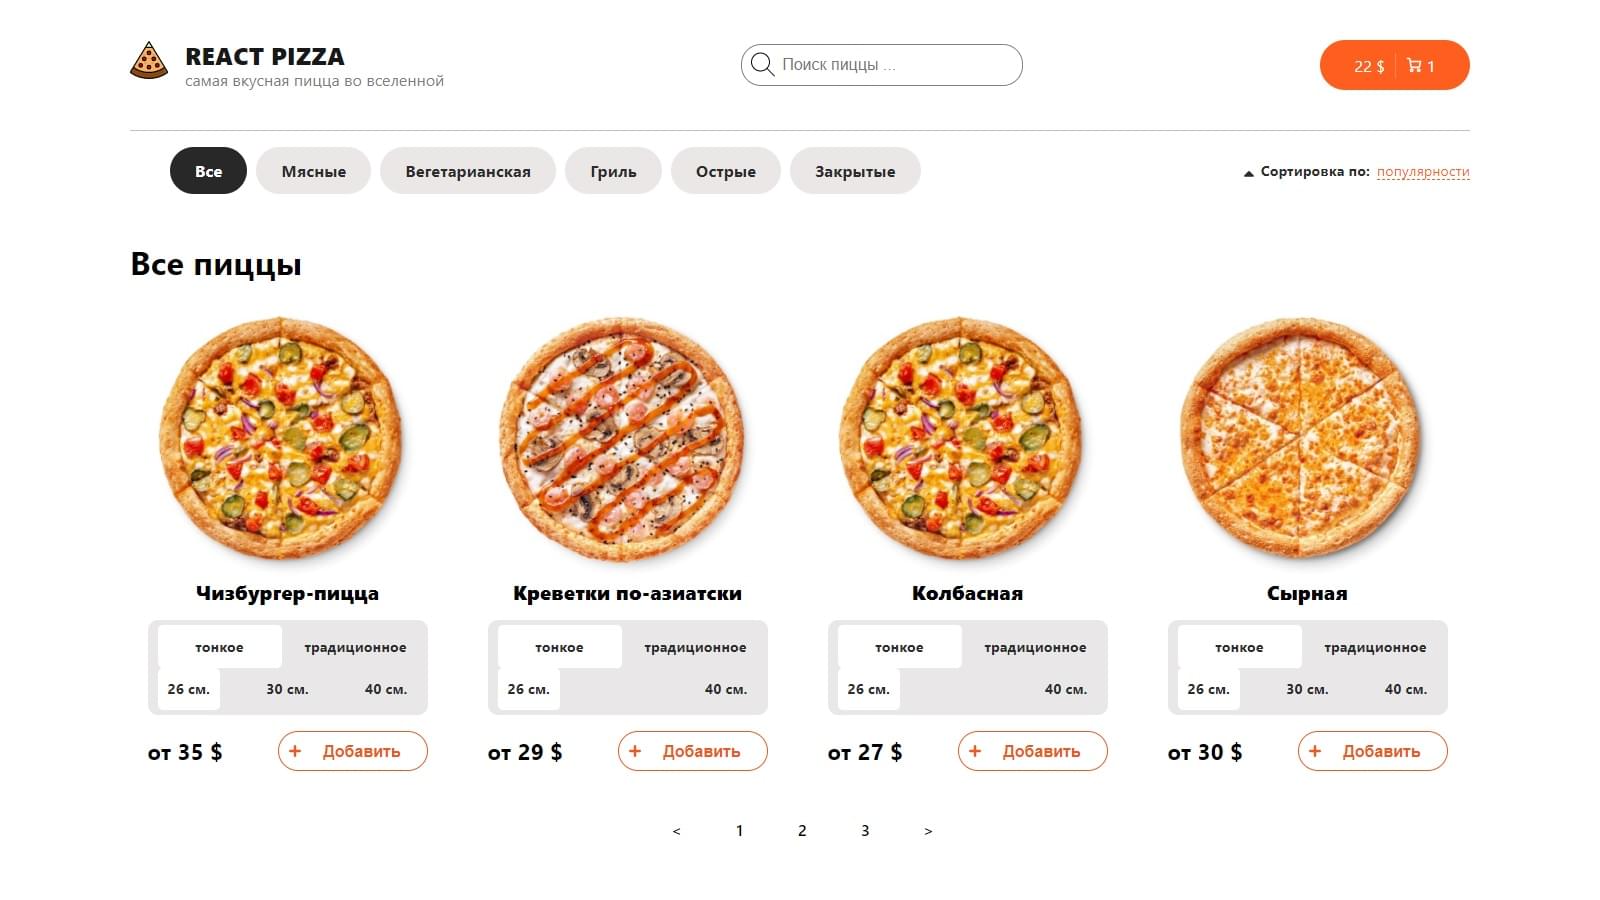 REACT PIZZA
самая вкусная пицца во вселенной
Поиск пиццы ...
22 $ 1
Все Мясные Вегетарианская Гриль Острые Закрытые
Сортировка по: популярности
Все пиццы
Чизбургер-пицца
тонкое традиционное
26 см. 30 см. 40 см.
от 35 $ + Добавить
Креветки по-азиатски
тонкое традиционное
26 см. 40 см.
от 29 $ + Добавить
Колбасная
тонкое традиционное
26 см. 40 см.
от 27 $ + Добавить
Сырная
тонкое традиционное
26 см. 30 см. 40 см.
от 30 $ + Добавить
< 1 2 3 >